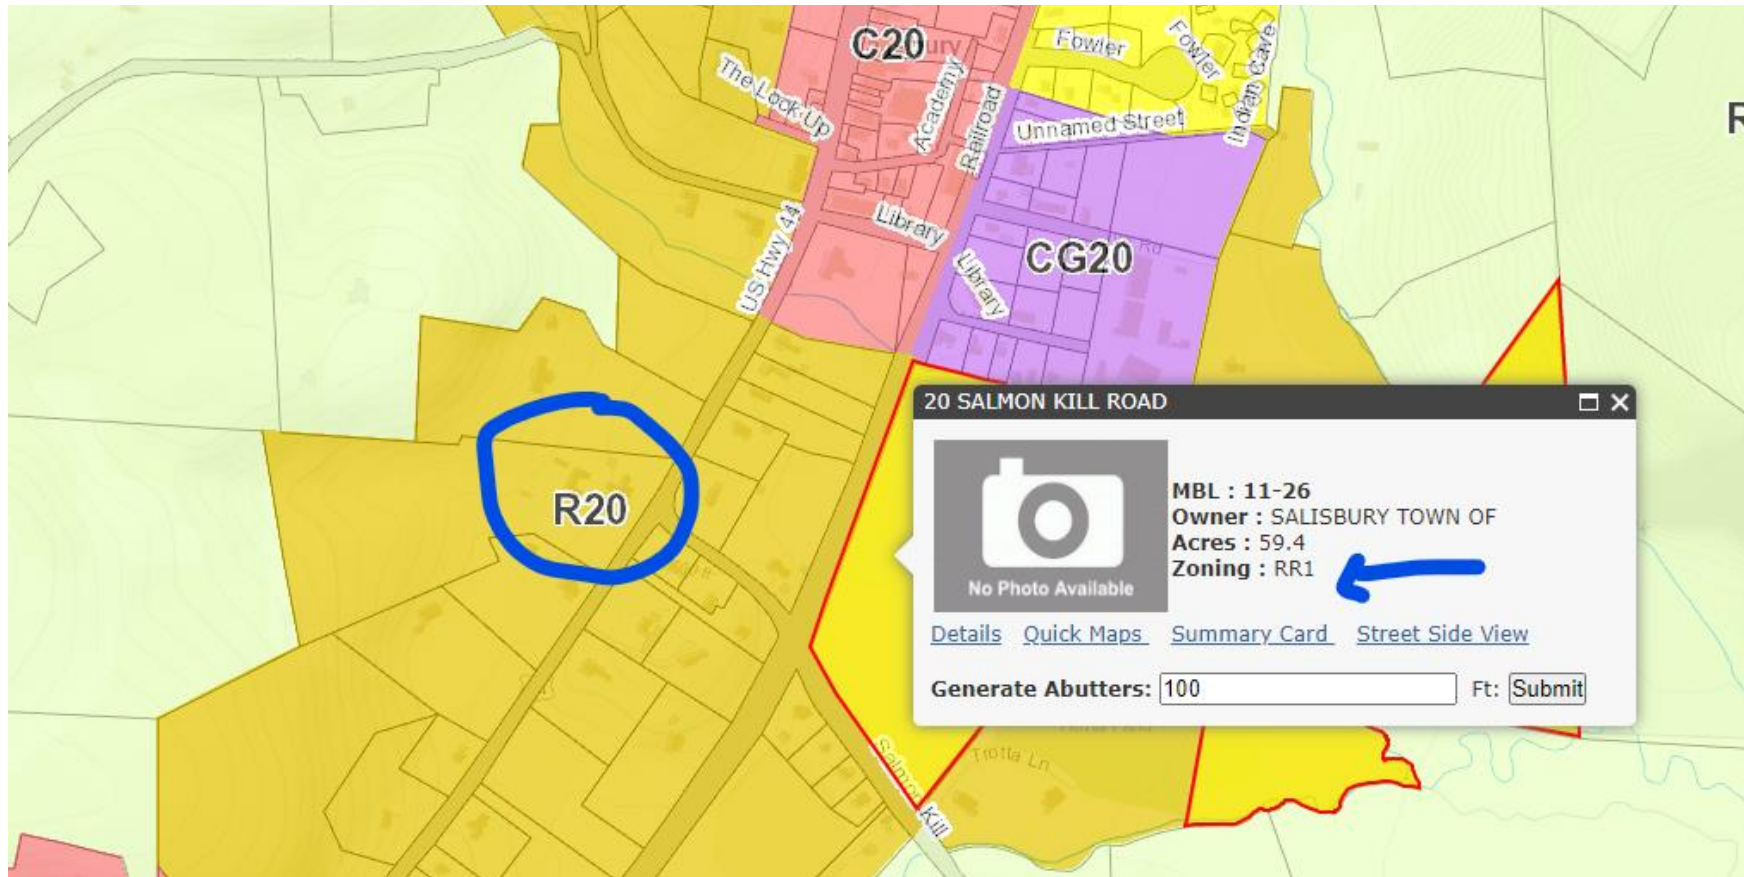 C20
Fowler
Fowler
Indian Cave
The Lock-Up
Academy
Railroad
Unnamed Street
R
US Hwy 44
Library
Library
CG20
Rd
R20
20 SALMON KILL ROAD
No Photo Available
MBL : 11-26
Owner : SALISBURY TOWN OF
Acres : 59.4
Zoning : RR1
Details Quick Maps Summary Card Street Side View
Generate Abutters: 100 Ft: Submit
Trotta Ln
Salmon Kill